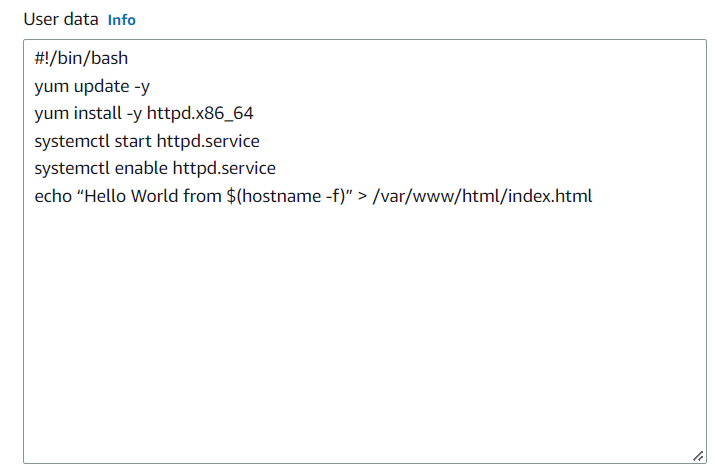 User data Info
#!/bin/bash
yum update -y
yum install -y httpd.x86_64
systemctl start httpd.service
systemctl enable httpd.service
echo “Hello World from $(hostname -f)” > /var/www/html/index.html